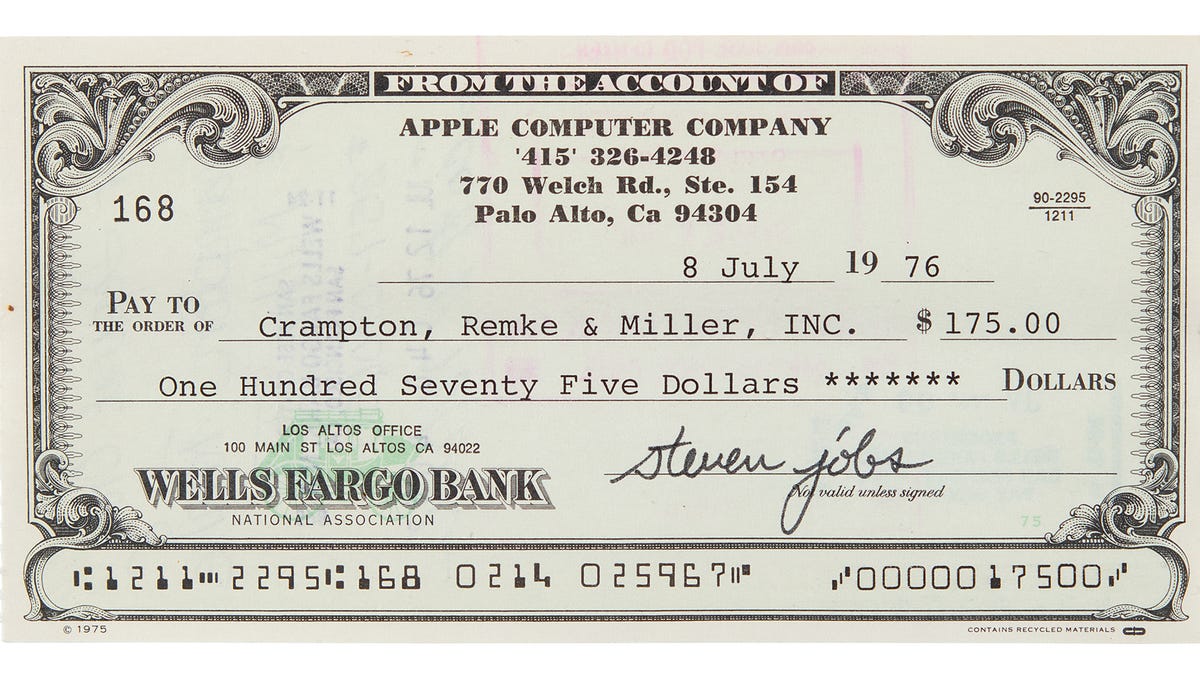 FROM THE ACCOUNT OF
APPLE COMPUTER COMPANY
'415' 326-4248
770 Welch Rd., Ste. 154
Palo Alto, Ca 94304
168
90-2295
1211
8 July 19 76
PAY TO
THE ORDER OF Crampton, Remke & Miller, INC. $ 175.00
One Hundred Seventy Five Dollars ******* DOLLARS
LOS ALTOS OFFICE
100 MAIN ST LOS ALTOS CA 94022
WELLS FARGO BANK
NATIONAL ASSOCIATION
steven jobs
Not valid unless signed
75
⑆1211⑉2295⑆168 0214 025967⑈ ⑇0000017500⑇
© 1975
CONTAINS RECYCLED MATERIALS